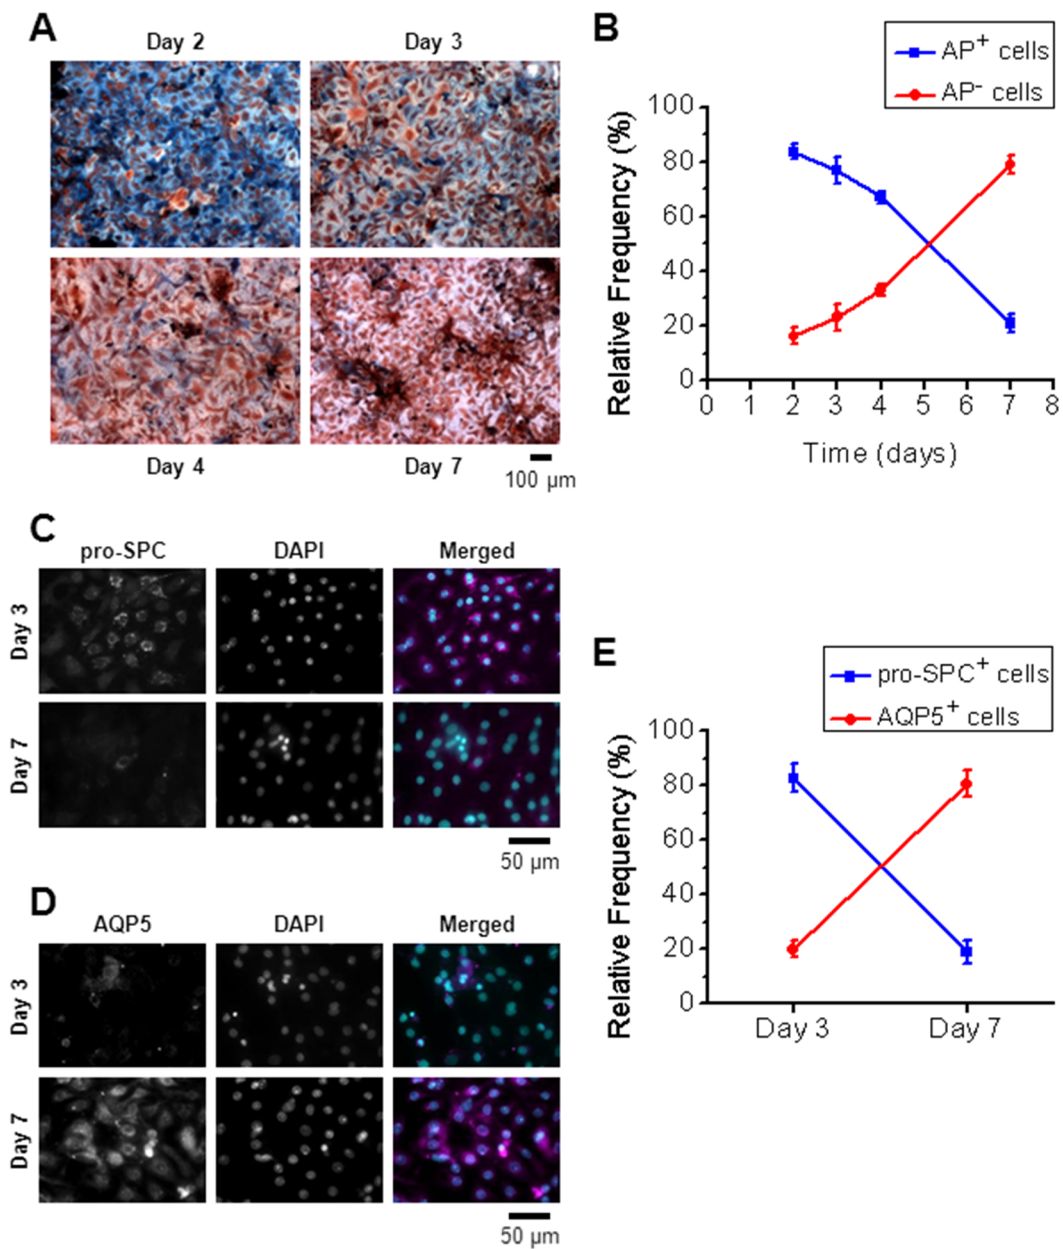 A
Day 2
Day 3
Day 4
Day 7
100 µm
B
AP+ cells
AP- cells
Relative Frequency (%)
100
80
60
40
20
0
0 1 2 3 4 5 6 7 8
Time (days)
C
pro-SPC
DAPI
Merged
Day 3
Day 7
50 µm
D
AQP5
DAPI
Merged
Day 3
Day 7
50 µm
E
pro-SPC+ cells
AQP5+ cells
Relative Frequency (%)
100
80
60
40
20
0
Day 3
Day 7